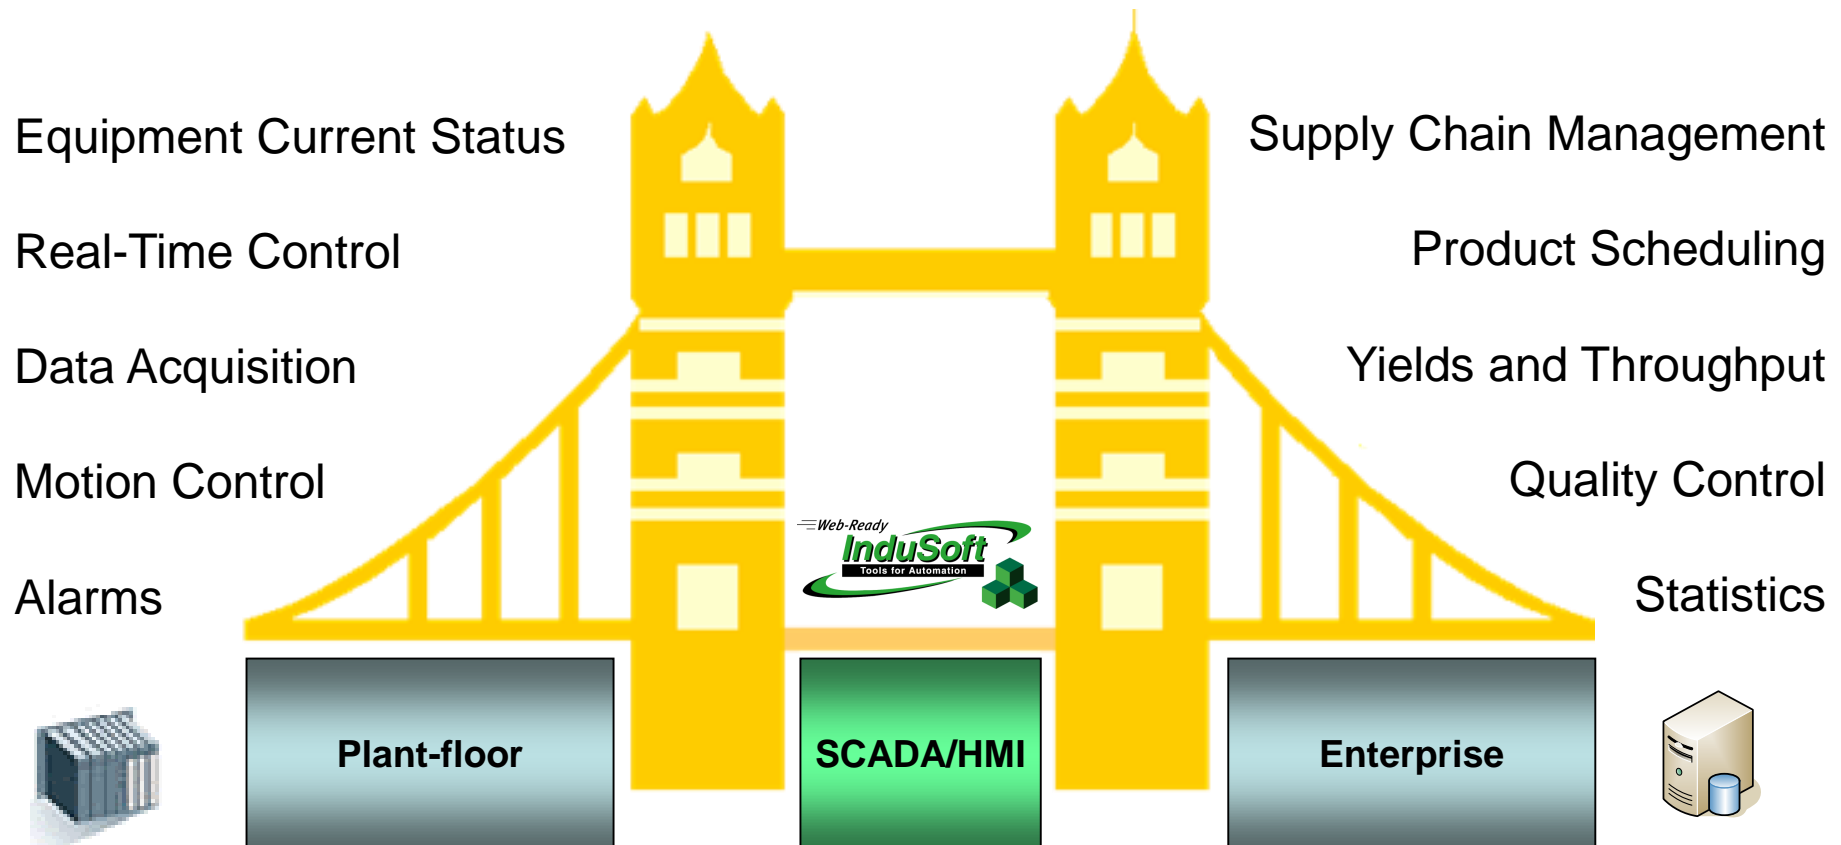 Equipment Current Status
Real-Time Control
Data Acquisition
Motion Control
Alarms
Supply Chain Management
Product Scheduling
Yields and Throughput
Quality Control
Statistics
Web-Ready
InduSoft
Tools for Automation
Plant-floor
SCADA/HMI
Enterprise